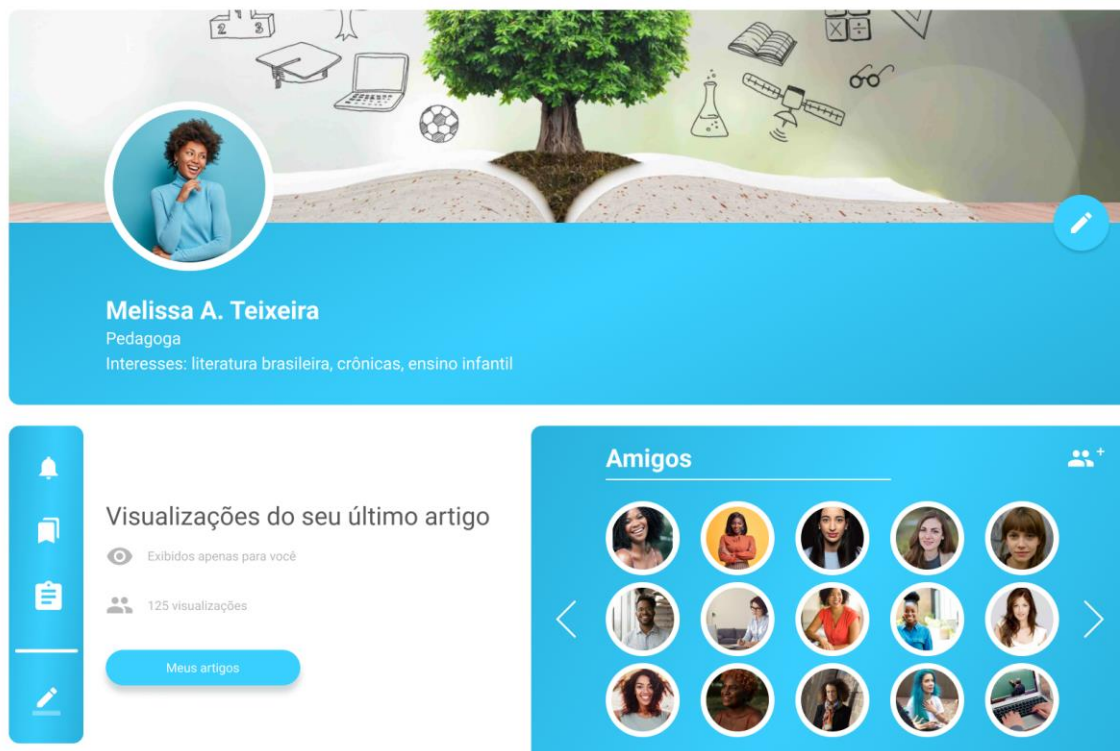 Melissa A. Teixeira
Pedagoga
Interesses: literatura brasileira, crônicas, ensino infantil
Visualizações do seu último artigo
Exibidos apenas para você
125 visualizações
Meus artigos
Amigos